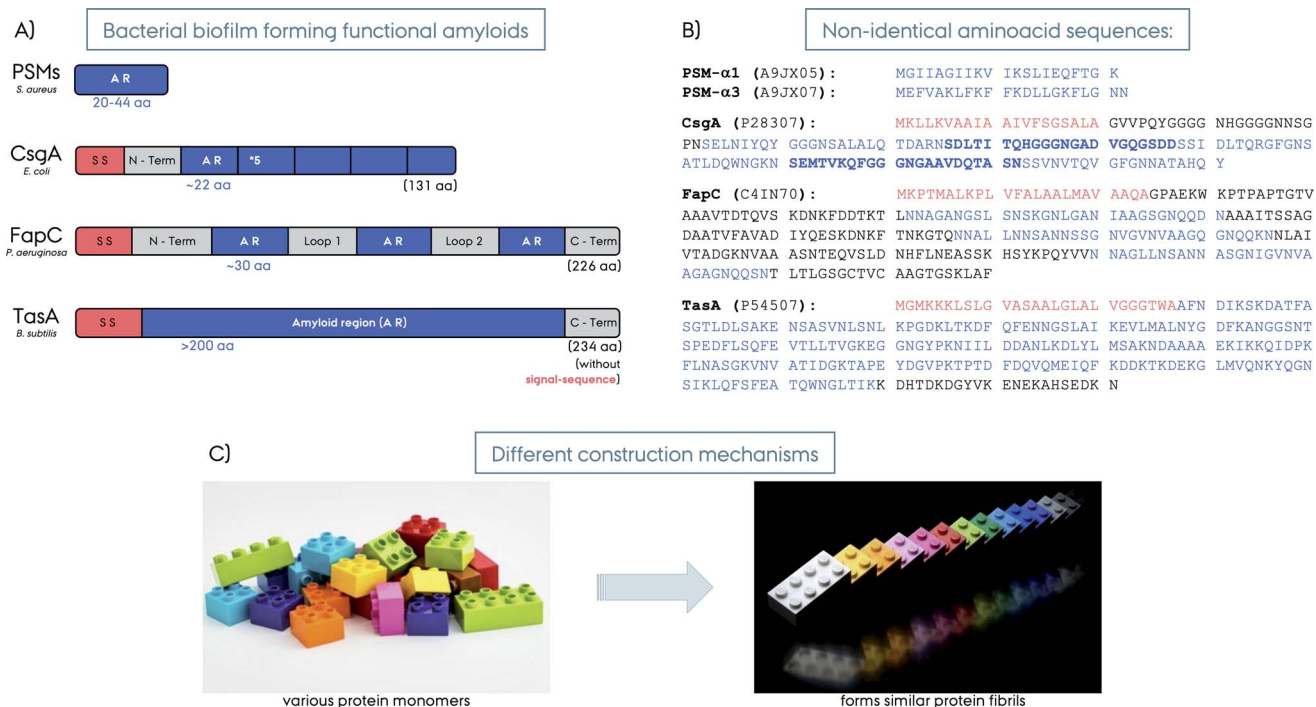 A)
Bacterial biofilm forming functional amyloids
PSMs
S. aureus
A R
20-44 aa
CsgA
E. coli
S S
N - Term
A R
*5
~22 aa
(131 aa)
FapC
P. aeruginosa
S S
N - Term
A R
Loop 1
A R
Loop 2
A R
C - Term
~30 aa
(226 aa)
TasA
B. subtilis
S S
Amyloid region (A R)
C - Term
>200 aa
(234 aa)
(without
signal-sequence)
B)
Non-identical aminoacid sequences:
PSM-α1 (A9JX05): MGIIAGIIKV IKSLIEQFTG K
PSM-α3 (A9JX07): MEFVAKLFKF FKDLLGKFLG NN
CsgA (P28307): MKLLKVAAIA AIVFSGSALA GVVPQYGGGG NHGGGGNNSG
PNSELNIYQY GGGNSALALQ TDARNSDLTI TQHGGGNGAD VGQGSDDSSI DLTQRGFGNS
ATLDQWNGKN SEMTVKQFGG GNGAAVDQTA SNSSVNVTQV GFGNNATAHQ Y
FapC (C4IN70): MKPTMALKPL VFALAALMAV AAQAGPAEKW KPTPAPTGTV
AAAVTDTQVS KDNKFDDTKT LNNAGANGSL SNSKGNLGAN IAAGSGNQQD NAAAITSSAG
DAATVFAVAD IYQESKDNKF TNKGTQNNAL LNNSANNSSG NVGVNVAAGQ GNQQKNNLAI
VTADGKNVAA ASNTEQVSLD NHFLNEASSK HSYKPQYVVN NAGLLNSANN ASGNIGVNVA
AGAGNQQSNT LTLGSGCTVC AAGTGSKLAF
TasA (P54507): MGMKKKLSLG VASAALGLAL VGGGTWAAFN DIKSKDATFA
SGTLDLSAKE NSASVNLSNL KPGDKLTKDF QFENNGSLAI KEVLMALNYG DFKANGGSNT
SPEDFLSQFE VTLLTVGKEG GNGYPKNIIL DDANLKDLYL MSAKNDAAAA EKIKKQIDPK
FLNASGKVNV ATIDGKTAPE YDGVPKTPTD FDQVQMEIQF KDDKTKDEKG LMVQNKYQGN
SIKLQFSFEA TQWNGLTIKK DHTDKDGYVK ENEKAHSEDK N
C)
Different construction mechanisms
various protein monomers
forms similar protein fibrils